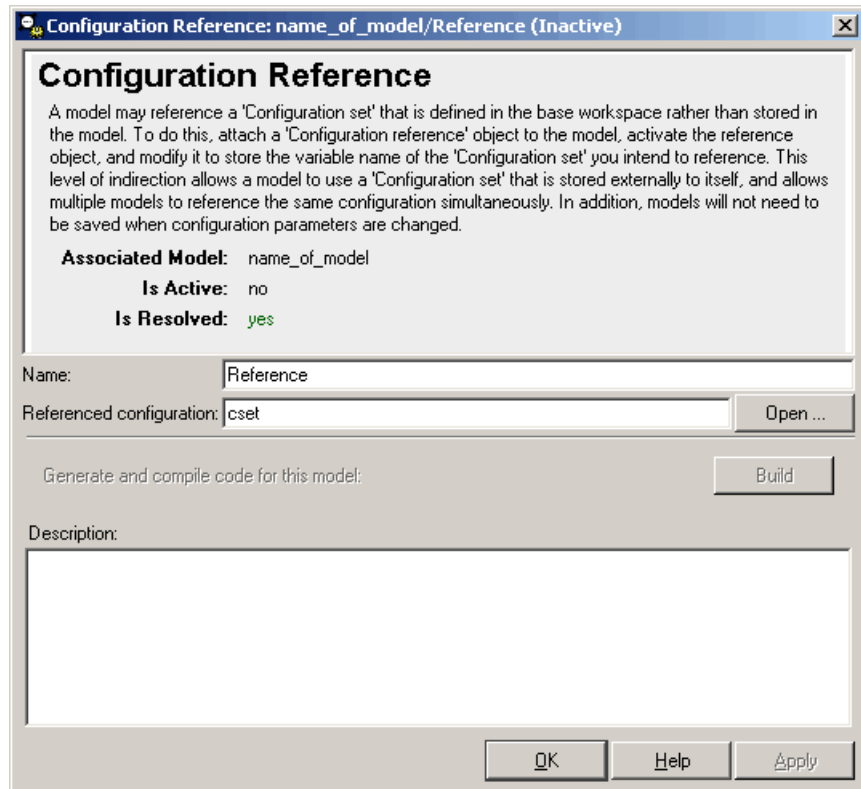 Configuration Reference: name_of_model/Reference (Inactive)
Configuration Reference
A model may reference a 'Configuration set' that is defined in the base workspace rather than stored in
the model. To do this, attach a 'Configuration reference' object to the model, activate the reference
object, and modify it to store the variable name of the 'Configuration set' you intend to reference. This
level of indirection allows a model to use a 'Configuration set' that is stored externally to itself, and allows
multiple models to reference the same configuration simultaneously. In addition, models will not need to
be saved when configuration parameters are changed.
Associated Model: name_of_model
Is Active: no
Is Resolved: yes
Name: Reference
Referenced configuration: cset Open ...
Generate and compile code for this model: Build
Description:
OK Help Apply